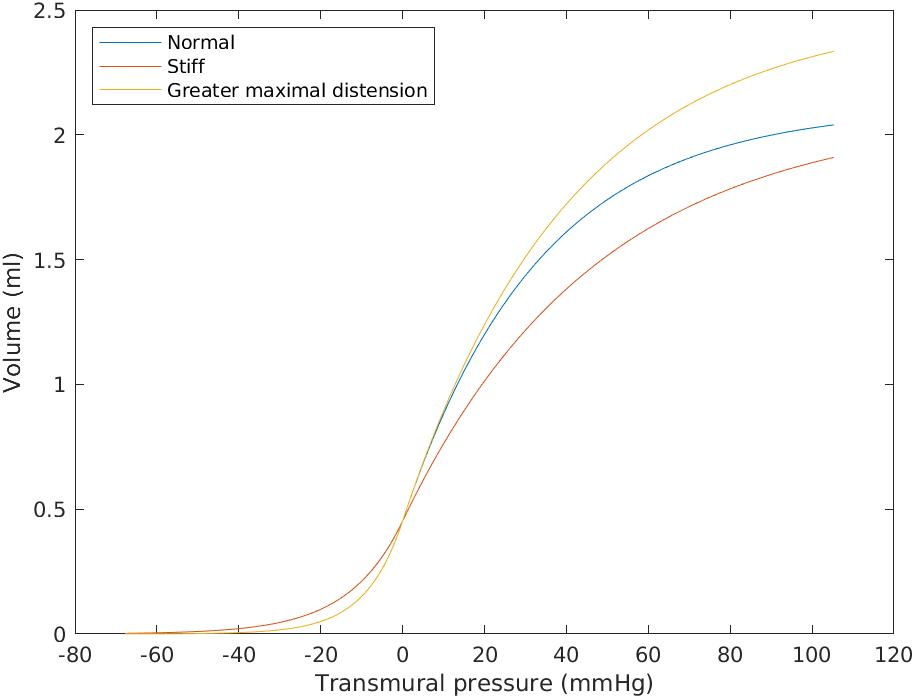 Normal
Stiff
Greater maximal distension
2.5
2
1.5
1
0.5
0
Volume (ml)
-80 -60 -40 -20 0 20 40 60 80 100 120
Transmural pressure (mmHg)